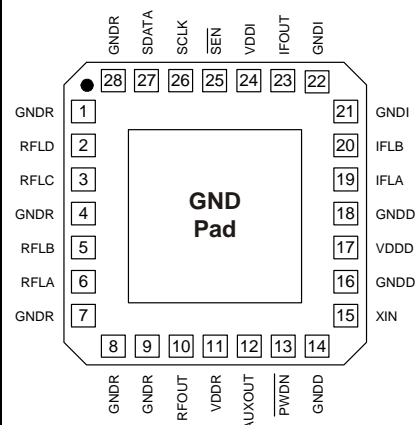 GNDR SDATA SCLK S̅E̅N̅ VDDI IFOUT GNDI
28 27 26 25 24 23 22
GNDR 1 21 GNDI
RFLD 2 20 IFLB
RFLC 3 19 IFLA
GNDR 4 18 GNDD
GND
Pad
RFLB 5 17 VDDD
RFLA 6 16 GNDD
GNDR 7 15 XIN
8 9 10 11 12 13 14
GNDR GNDR RFOUT VDDR AUXOUT P̅W̅D̅N̅ GNDD